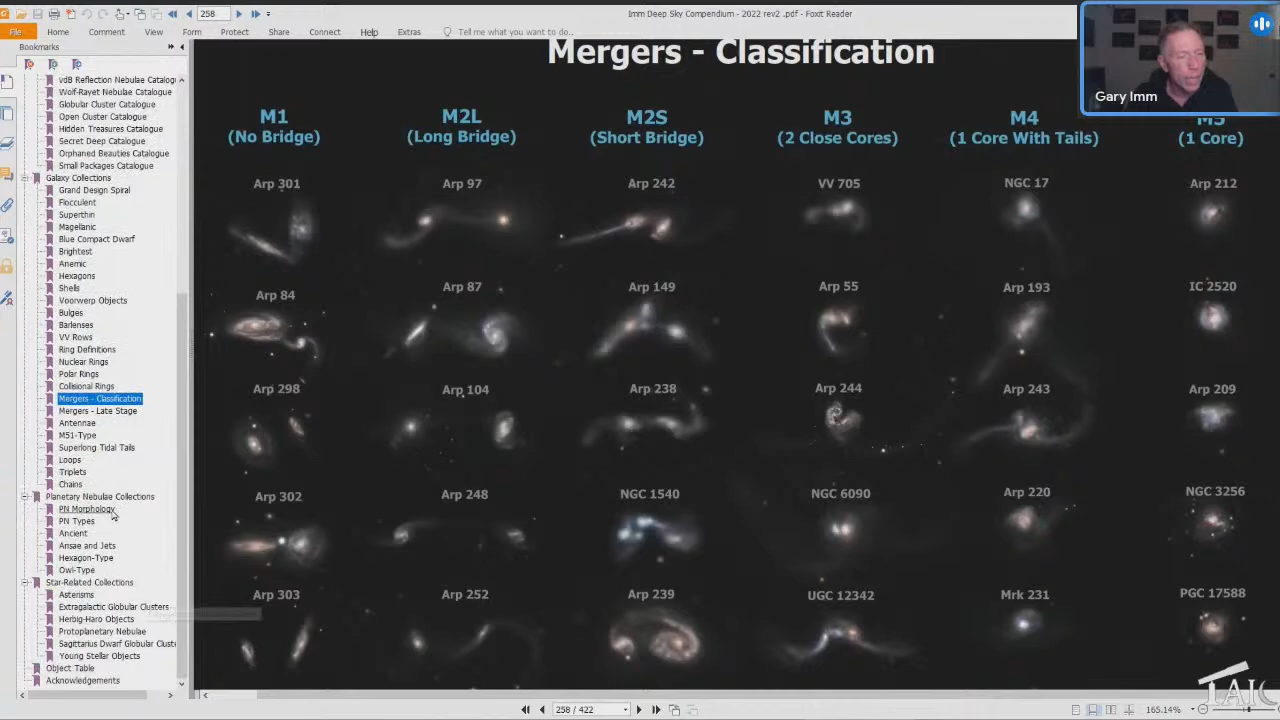 258
Imm Deep Sky Compendium - 2022 rev2 .pdf - Foxit Reader
File
Home
Comment
View
Form
Protect
Share
Connect
Help
Extras
Tell me what you want to do...
Bookmarks
vdB Reflection Nebulae Catalogu
Wolf-Rayet Nebulae Catalogue
Globular Cluster Catalogue
Open Cluster Catalogue
Hidden Treasures Catalogue
Secret Deep Catalogue
Orphaned Beauties Catalogue
Small Packages Catalogue
Galaxy Collections
Grand Design Spiral
Flocculent
Superthin
Magellanic
Blue Compact Dwarf
Brightest
Anemic
Hexagons
Shells
Voorwerp Objects
Bulges
Barlenses
VV Rows
Ring Definitions
Nuclear Rings
Polar Rings
Collisional Rings
Mergers - Classification
Mergers - Late Stage
Antennae
M51-Type
Superlong Tidal Tails
Loops
Triplets
Chains
Planetary Nebulae Collections
PN Morphology
PN Types
Ancient
Ansae and Jets
Hexagon-Type
Owl-Type
Star-Related Collections
Asterisms
Extragalactic Globular Clusters
Herbig-Haro Objects
Protoplanetary Nebulae
Sagittarius Dwarf Globular Cluste
Young Stellar Objects
Object Table
Acknowledgements
Mergers - Classification
Gary Imm
M1 M2L M2S M3 M4 M5
(No Bridge) (Long Bridge) (Short Bridge) (2 Close Cores) (1 Core With Tails) (1 Core)
Arp 301 Arp 97 Arp 242 VV 705 NGC 17 Arp 212
Arp 84 Arp 87 Arp 149 Arp 55 Arp 193 IC 2520
Arp 298 Arp 104 Arp 238 Arp 244 Arp 243 Arp 209
Arp 302 Arp 248 NGC 1540 NGC 6090 Arp 220 NGC 3256
Arp 303 Arp 252 Arp 239 UGC 12342 Mrk 231 PGC 17588
TAIC
258 / 422
165.14%